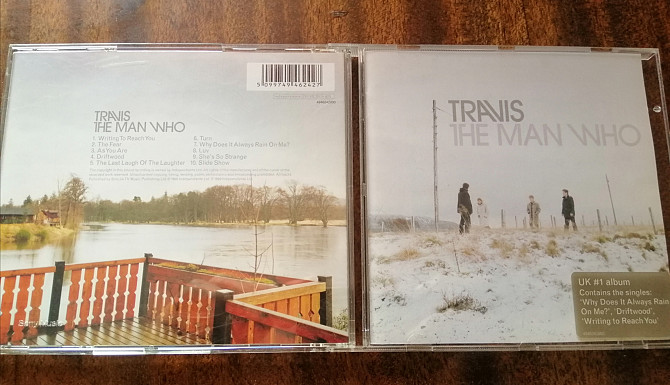 5 099749 462427
TRAVIS
THE MAN WHO
1 Writing To Reach You
2 The Fear
3 As You Are
4 Driftwood
5 The Last Laugh Of The Laughter
6 Turn
7 Why Does It Always Rain On Me?
8 Luv
9 She's So Strange
10 Slide Show
TRAVIS
THE MAN WHO
UK #1 album
Contains the singles:
'Why Does It Always Rain
On Me?', 'Driftwood',
'Writing to Reach You'